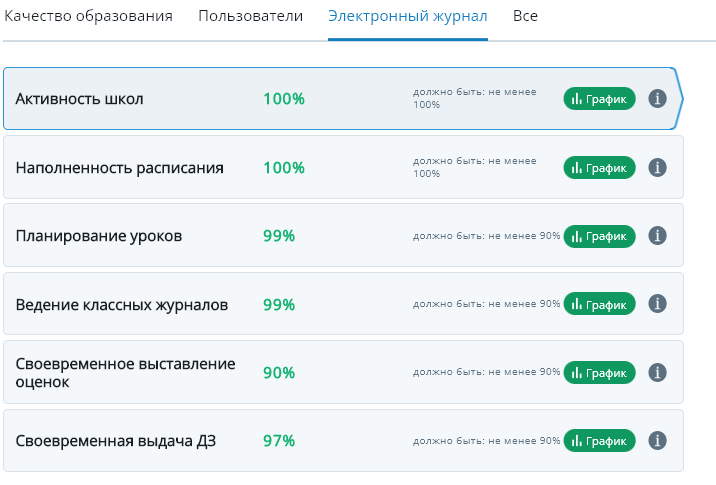 Качество образования Пользователи Электронный журнал Все
Активность школ 100% должно быть: не менее График
100%
Наполненность расписания 100% должно быть: не менее График
100%
Планирование уроков 99% должно быть: не менее 90% График
Ведение классных журналов 99% должно быть: не менее 90% График
Своевременное выставление
оценок 90% должно быть: не менее 90% График
Своевременная выдача ДЗ 97% должно быть: не менее 90% График